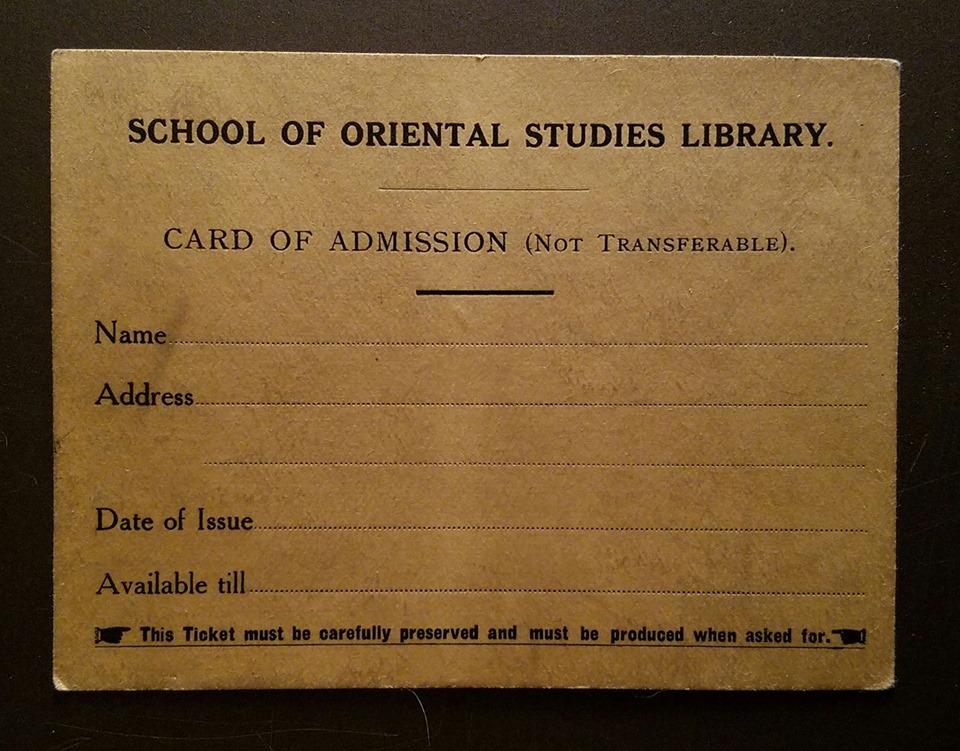 SCHOOL OF ORIENTAL STUDIES LIBRARY.
CARD OF ADMISSION (NOT TRANSFERABLE).
Name
Address
Date of Issue
Available till
This Ticket must be carefully preserved and must be produced when asked for.